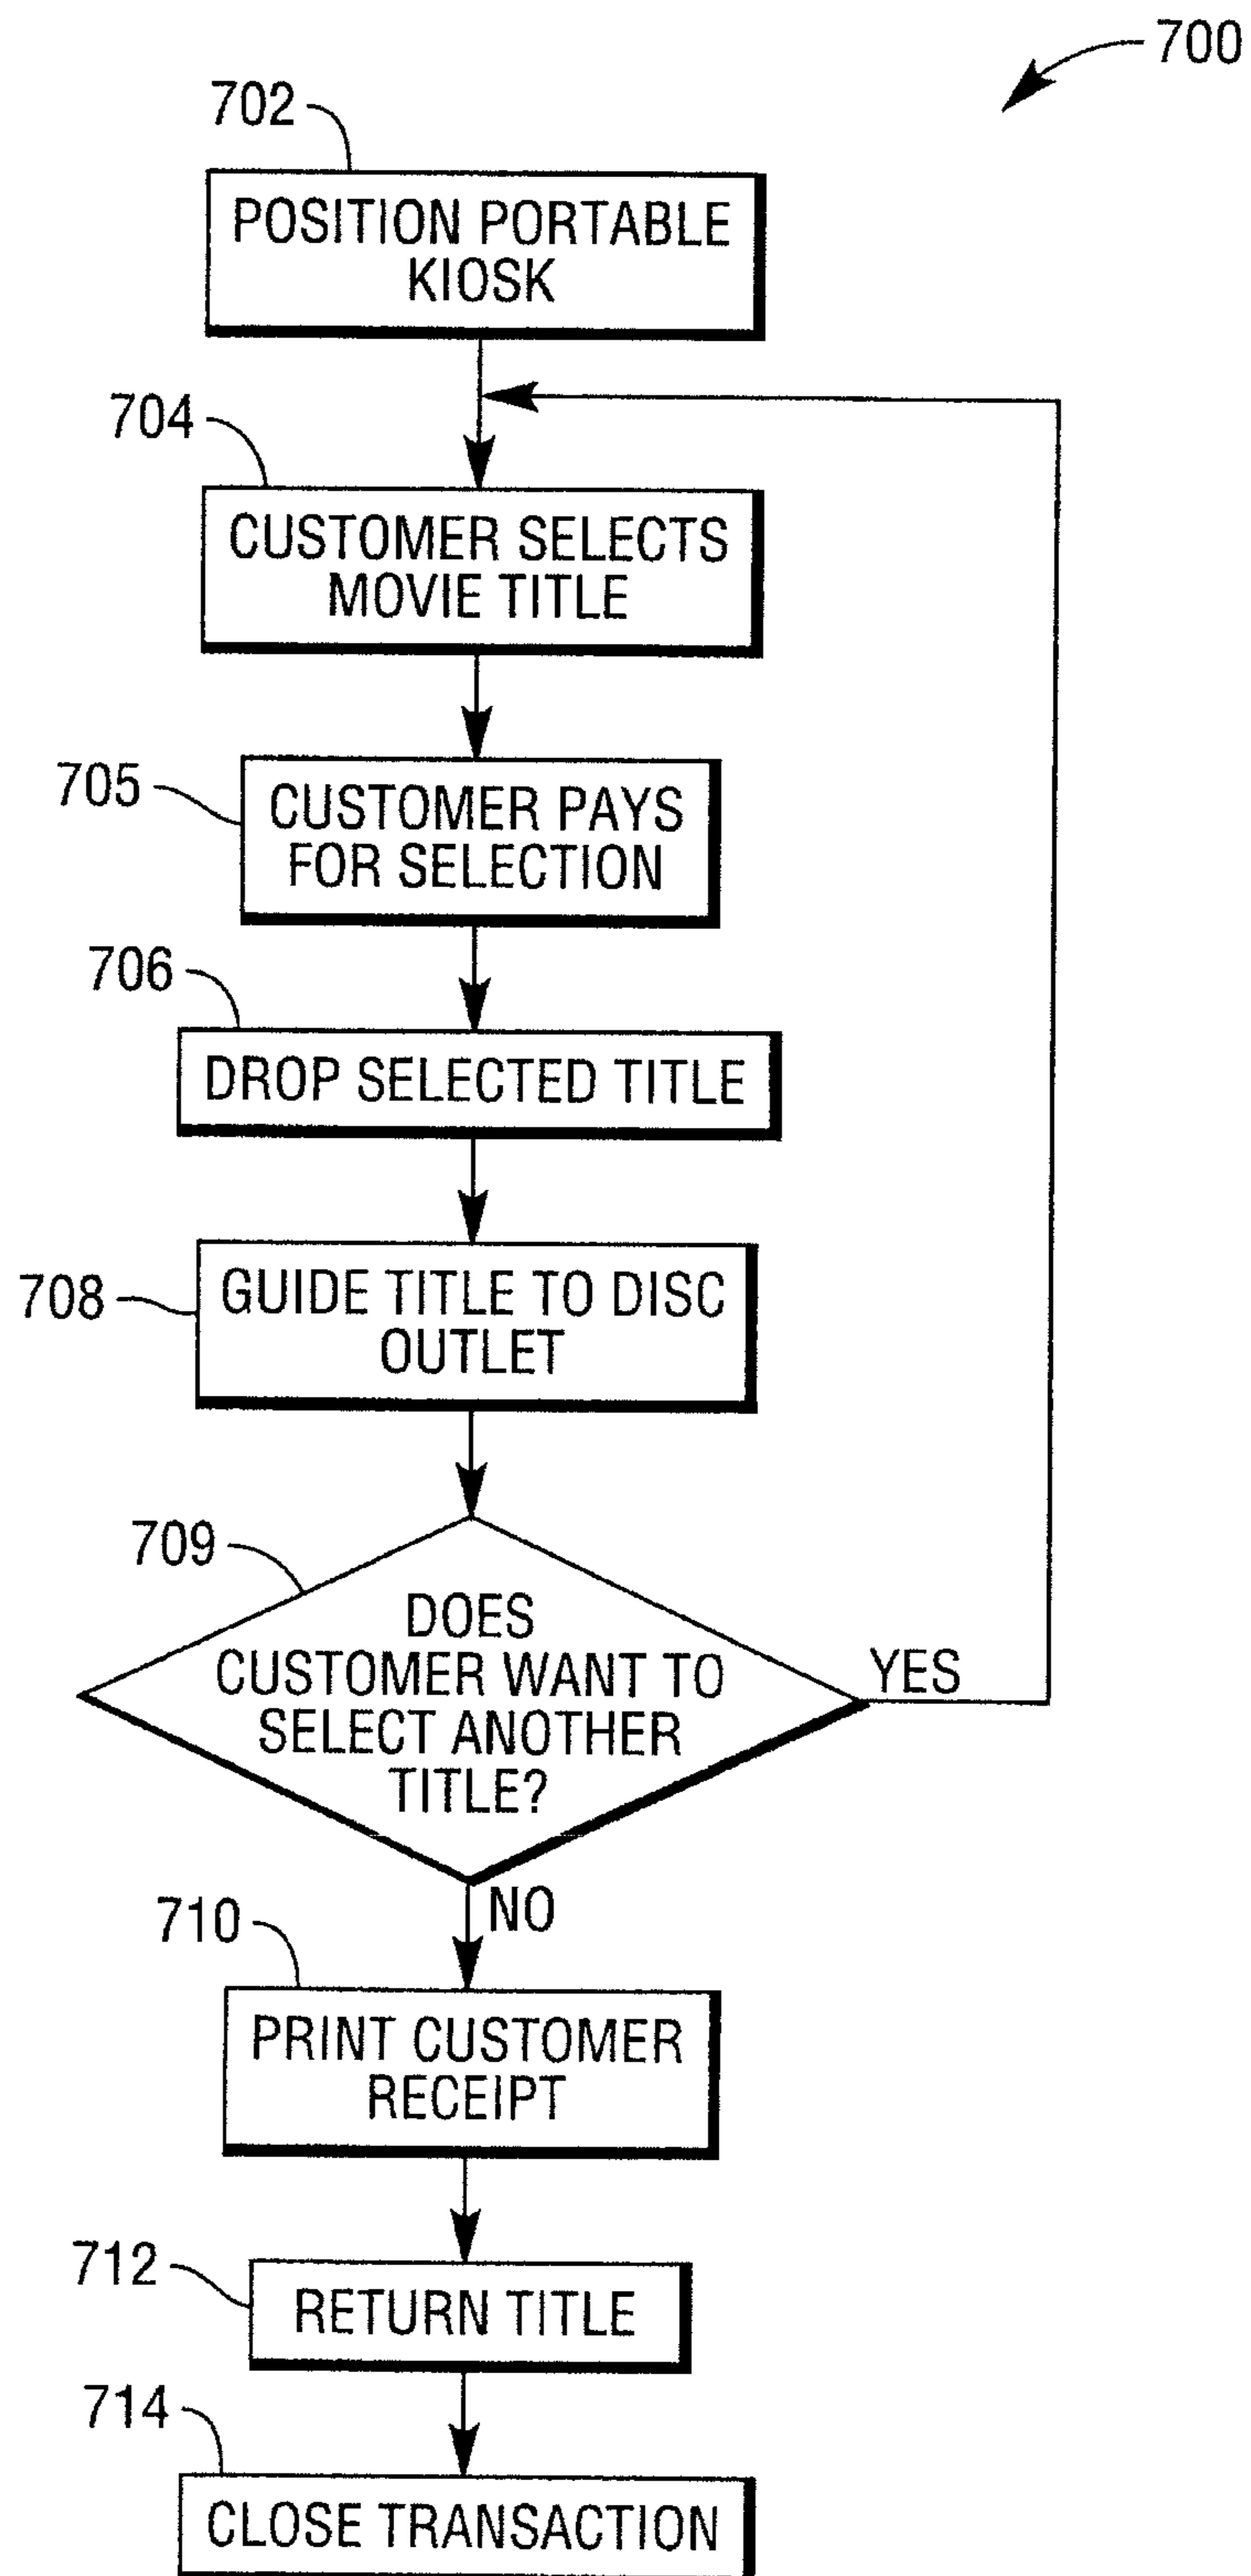 700
702
POSITION PORTABLE
KIOSK
704
CUSTOMER SELECTS
MOVIE TITLE
705
CUSTOMER PAYS
FOR SELECTION
706
DROP SELECTED TITLE
708
GUIDE TITLE TO DISC
OUTLET
709
DOES
CUSTOMER WANT TO
SELECT ANOTHER
TITLE?
YES
NO
710
PRINT CUSTOMER
RECEIPT
712
RETURN TITLE
714
CLOSE TRANSACTION